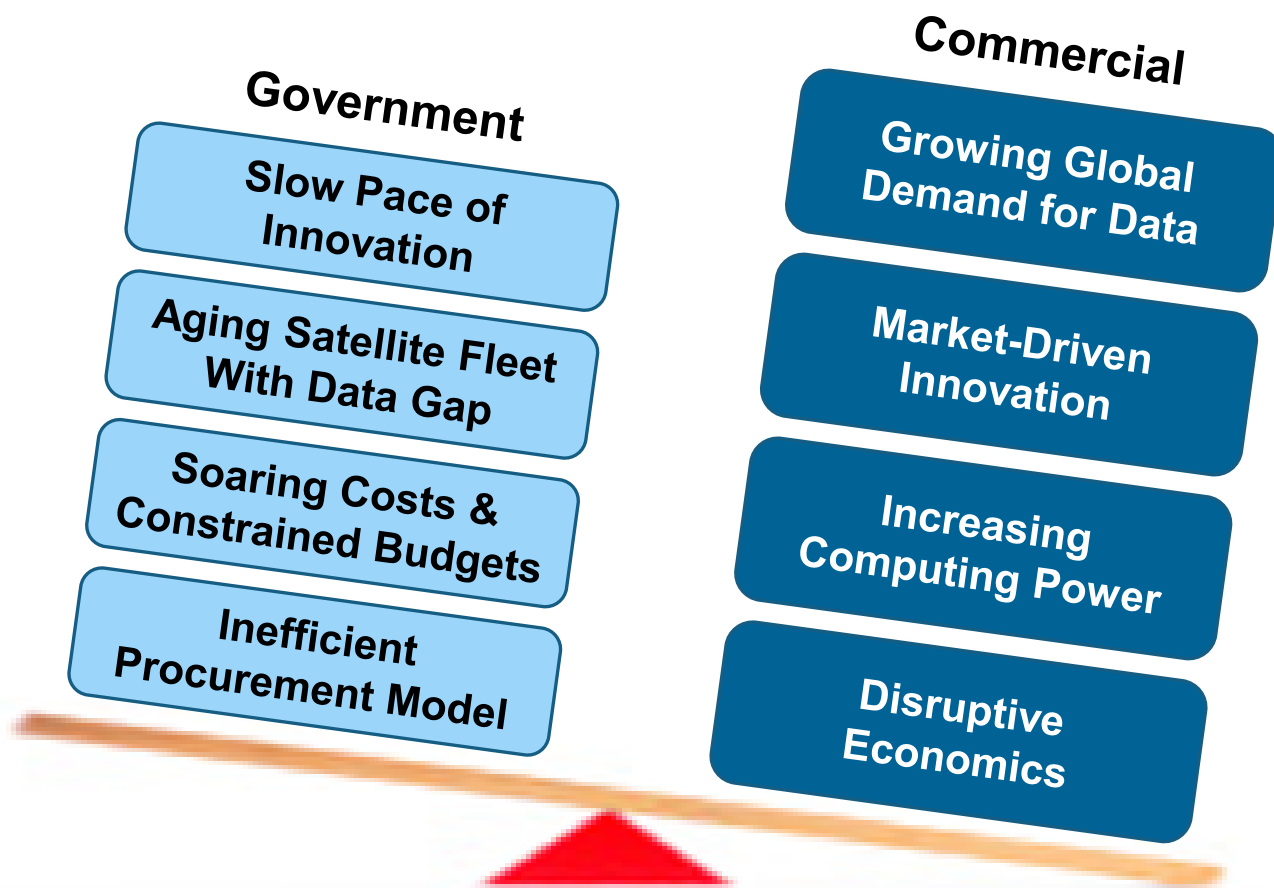 Government
Slow Pace of
Innovation
Aging Satellite Fleet
With Data Gap
Soaring Costs &
Constrained Budgets
Inefficient
Procurement Model
Commercial
Growing Global
Demand for Data
Market-Driven
Innovation
Increasing
Computing Power
Disruptive
Economics